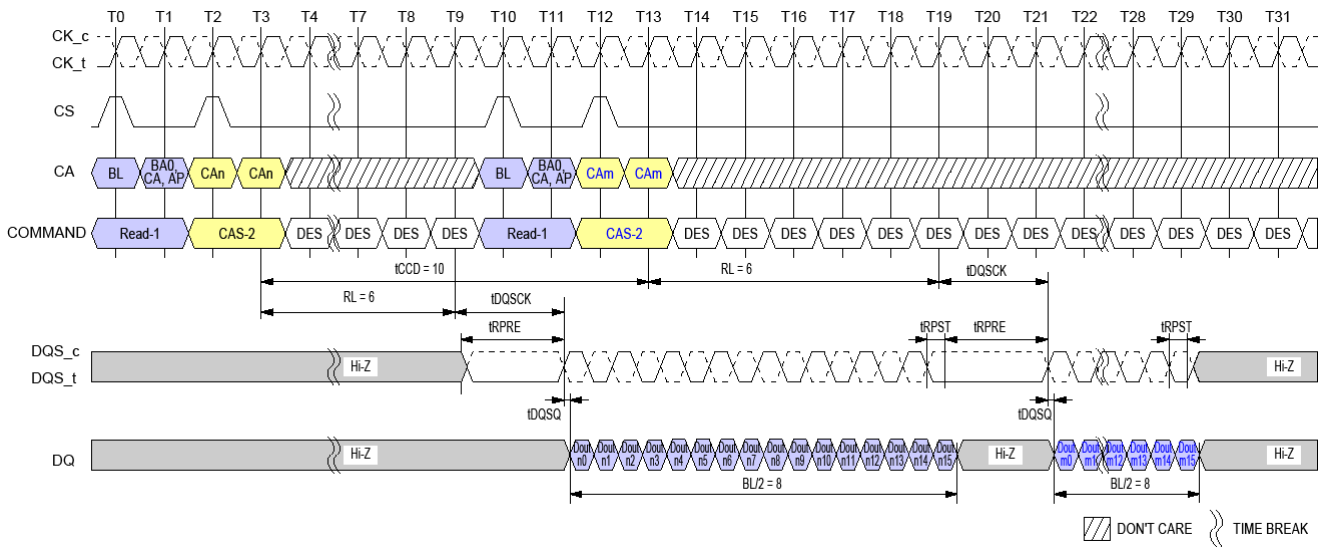 T0 T1 T2 T3 T4 T7 T8 T9 T10 T11 T12 T13 T14 T15 T16 T17 T18 T19 T20 T21 T22 T28 T29 T30 T31
CK_c
CK_t
CS
CA BL BA0, CA, AP CAn CAn BL BA0, CA, AP CAm CAm
COMMAND Read-1 CAS-2 DES DES DES DES Read-1 CAS-2 DES DES DES DES DES DES DES DES DES DES DES DES DES
tCCD = 10 RL = 6 tDQSCK
RL = 6 tDQSCK
tRPRE tRPST tRPRE tRPST
DQS_c
DQS_t
Hi-Z Hi-Z
tDQSQ tDQSQ
DQ Hi-Z Dout n0 Dout n1 Dout n2 Dout n3 Dout n4 Dout n5 Dout n6 Dout n7 Dout n8 Dout n9 Dout n10 Dout n11 Dout n12 Dout n13 Dout n14 Dout n15 Hi-Z Dout m0 Dout m1 Dout m12 Dout m13 Dout m14 Dout m15 Hi-Z
BL/2 = 8 BL/2 = 8
DON'T CARE TIME BREAK